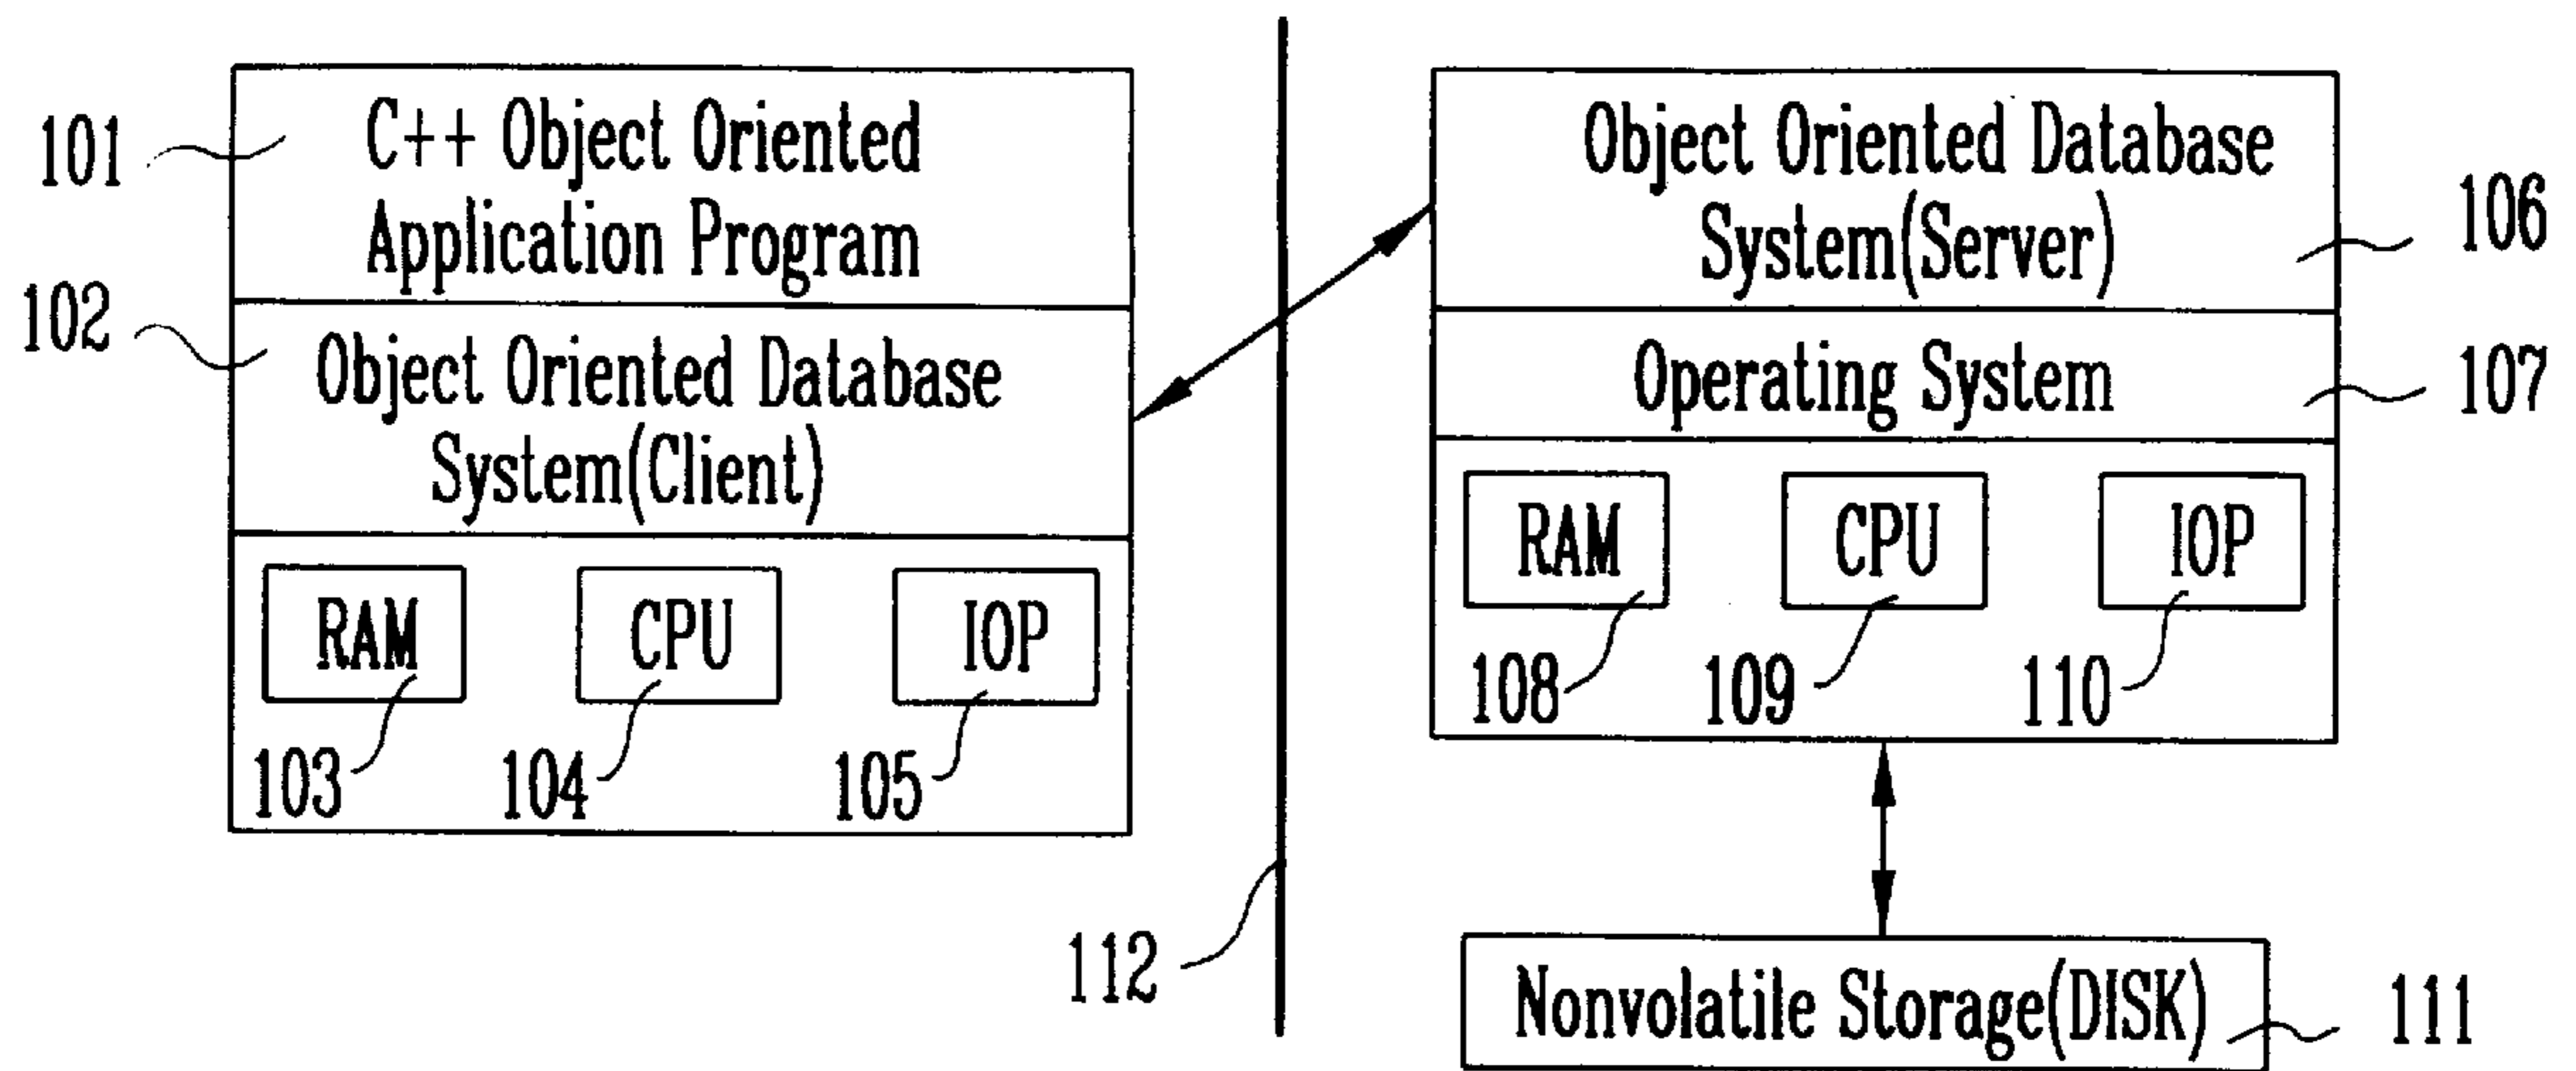 101
C++ Object Oriented
Application Program
102
Object Oriented Database
System(Client)
RAM
CPU
IOP
103
104
105
112
Object Oriented Database
System(Server)
106
Operating System
107
RAM
CPU
IOP
108
109
110
Nonvolatile Storage(DISK)
111